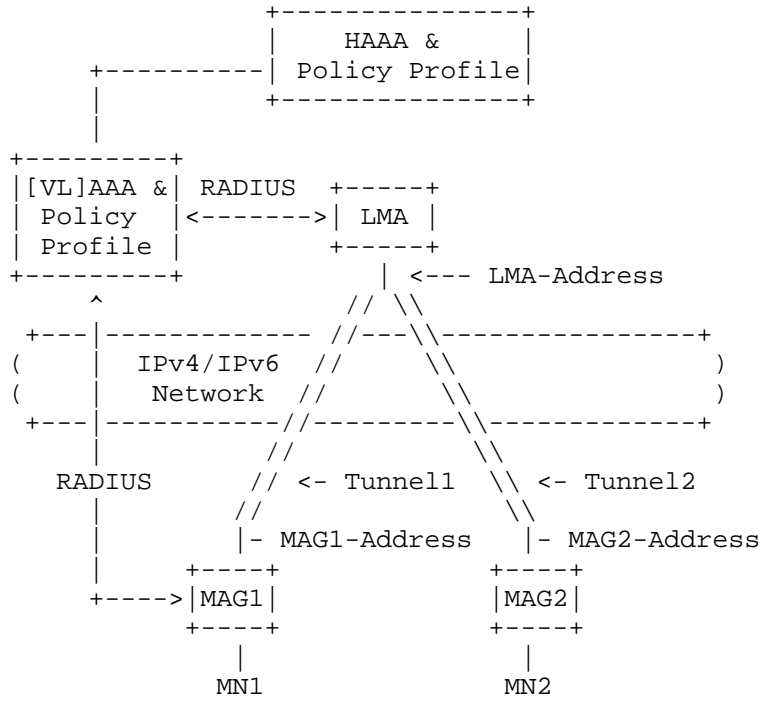 HAAA &
Policy Profile
[VL]AAA & RADIUS
Policy <-------> LMA
Profile
<--- LMA-Address
IPv4/IPv6
Network
RADIUS <- Tunnel1 <- Tunnel2
MAG1-Address MAG2-Address
MAG1 MAG2
MN1 MN2